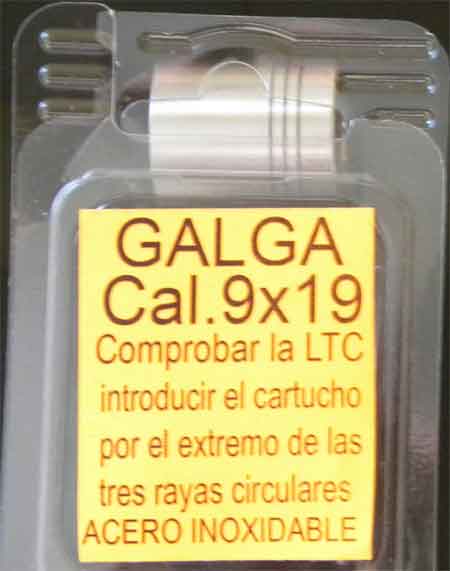 GALGA
Cal.9x19
Comprobar la LTC
introducir el cartucho
por el extremo de las
tres rayas circulares
ACERO INOXIDABLE